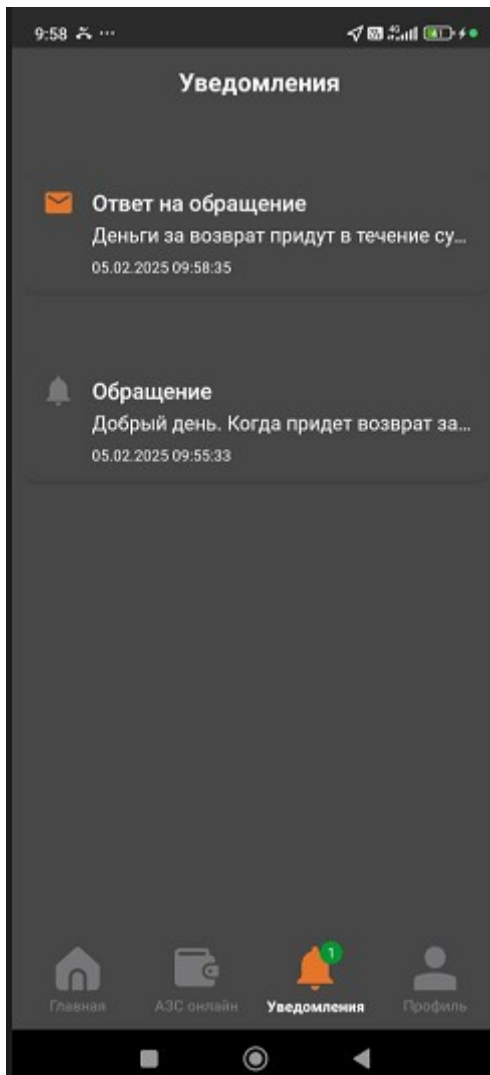 9:58
Уведомления
Ответ на обращение
Деньги за возврат придут в течение су...
05.02.2025 09:58:35
Обращение
Добрый день. Когда придет возврат за...
05.02.2025 09:55:33
1
Главная АЗС онлайн Уведомления Профиль